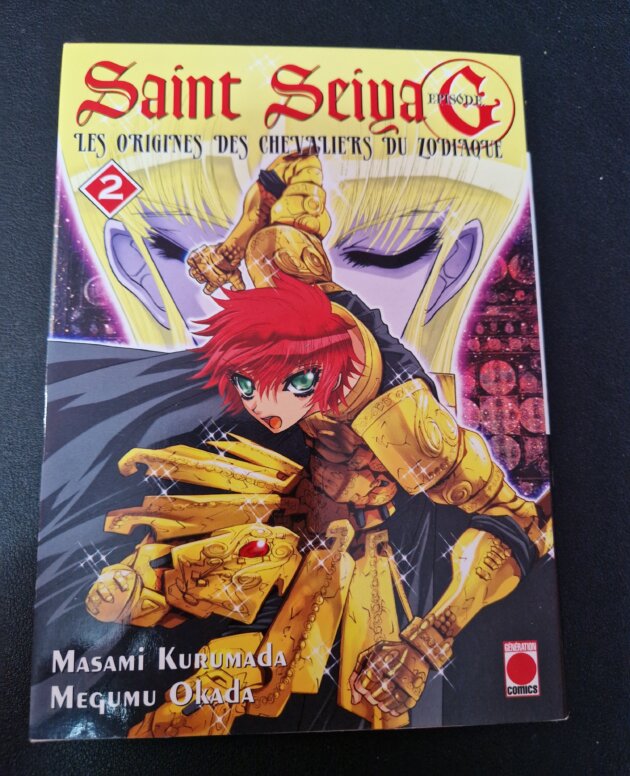 Saint Seiya
EPISODE G
LES ORIGINES DES CHEVALIERS DU ZODIAQUE
2
MASAMI KURUMADA
MEGUMU OKADA
GÉNÉRATION
COMICS